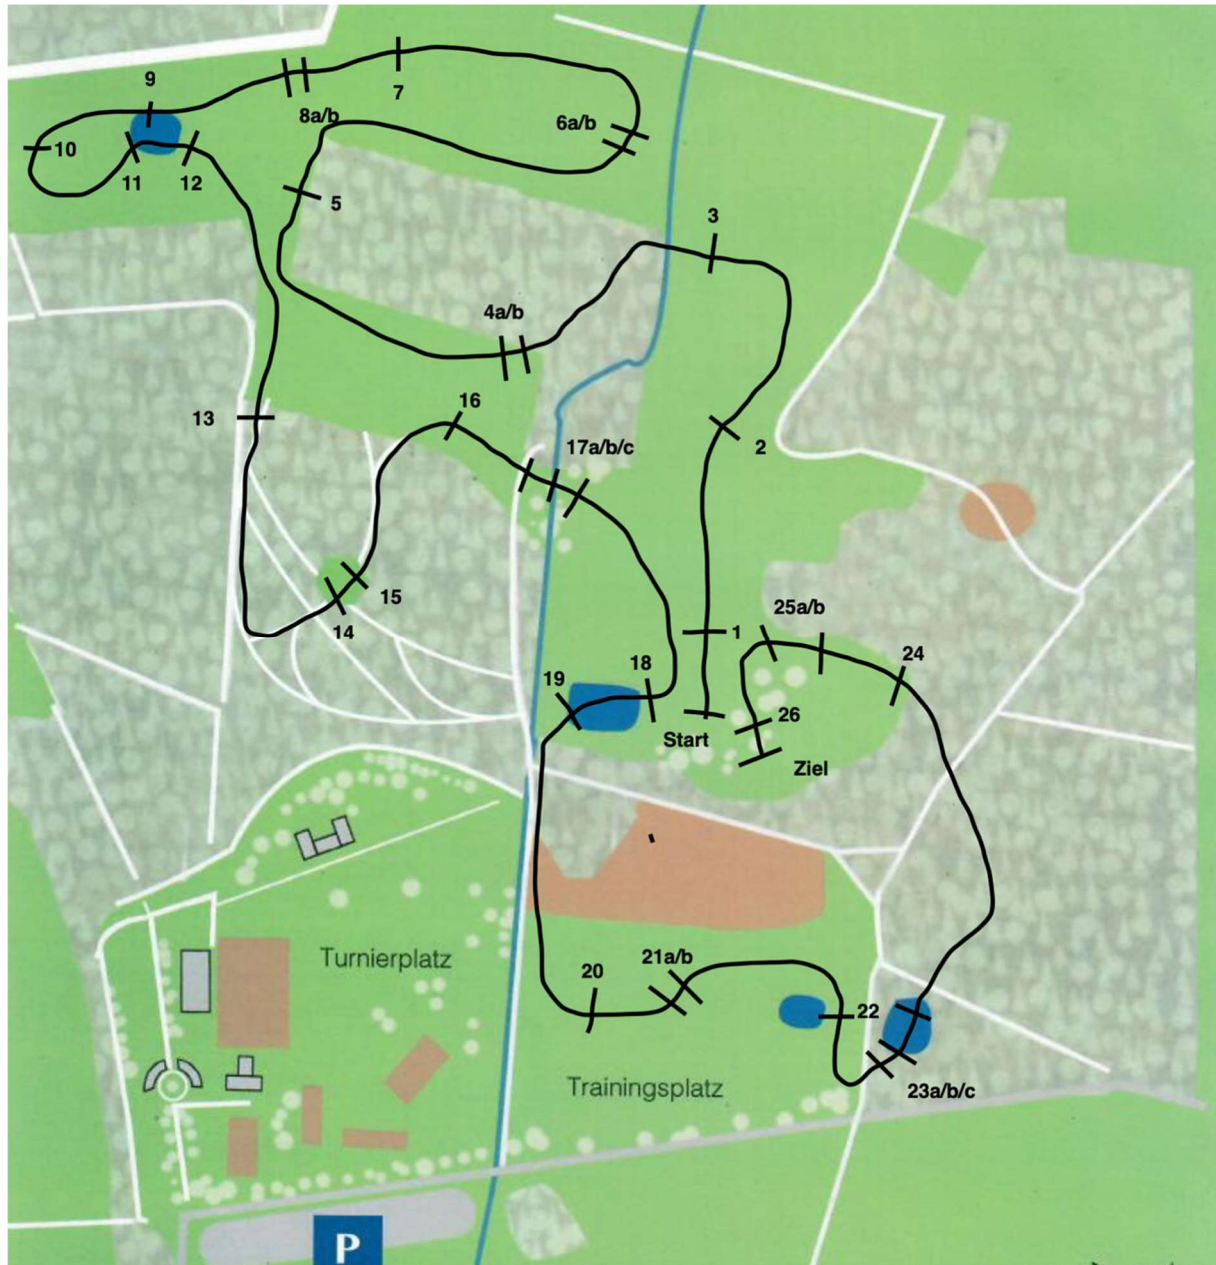 9
7
8a/b
6a/b
10
11
12
5
3
4a/b
13
16
2
17a/b/c
15
14
1
25a/b
24
18
19
26
Start
Ziel
Turnierplatz
21a/b
20
22
Trainingsplatz
23a/b/c
P